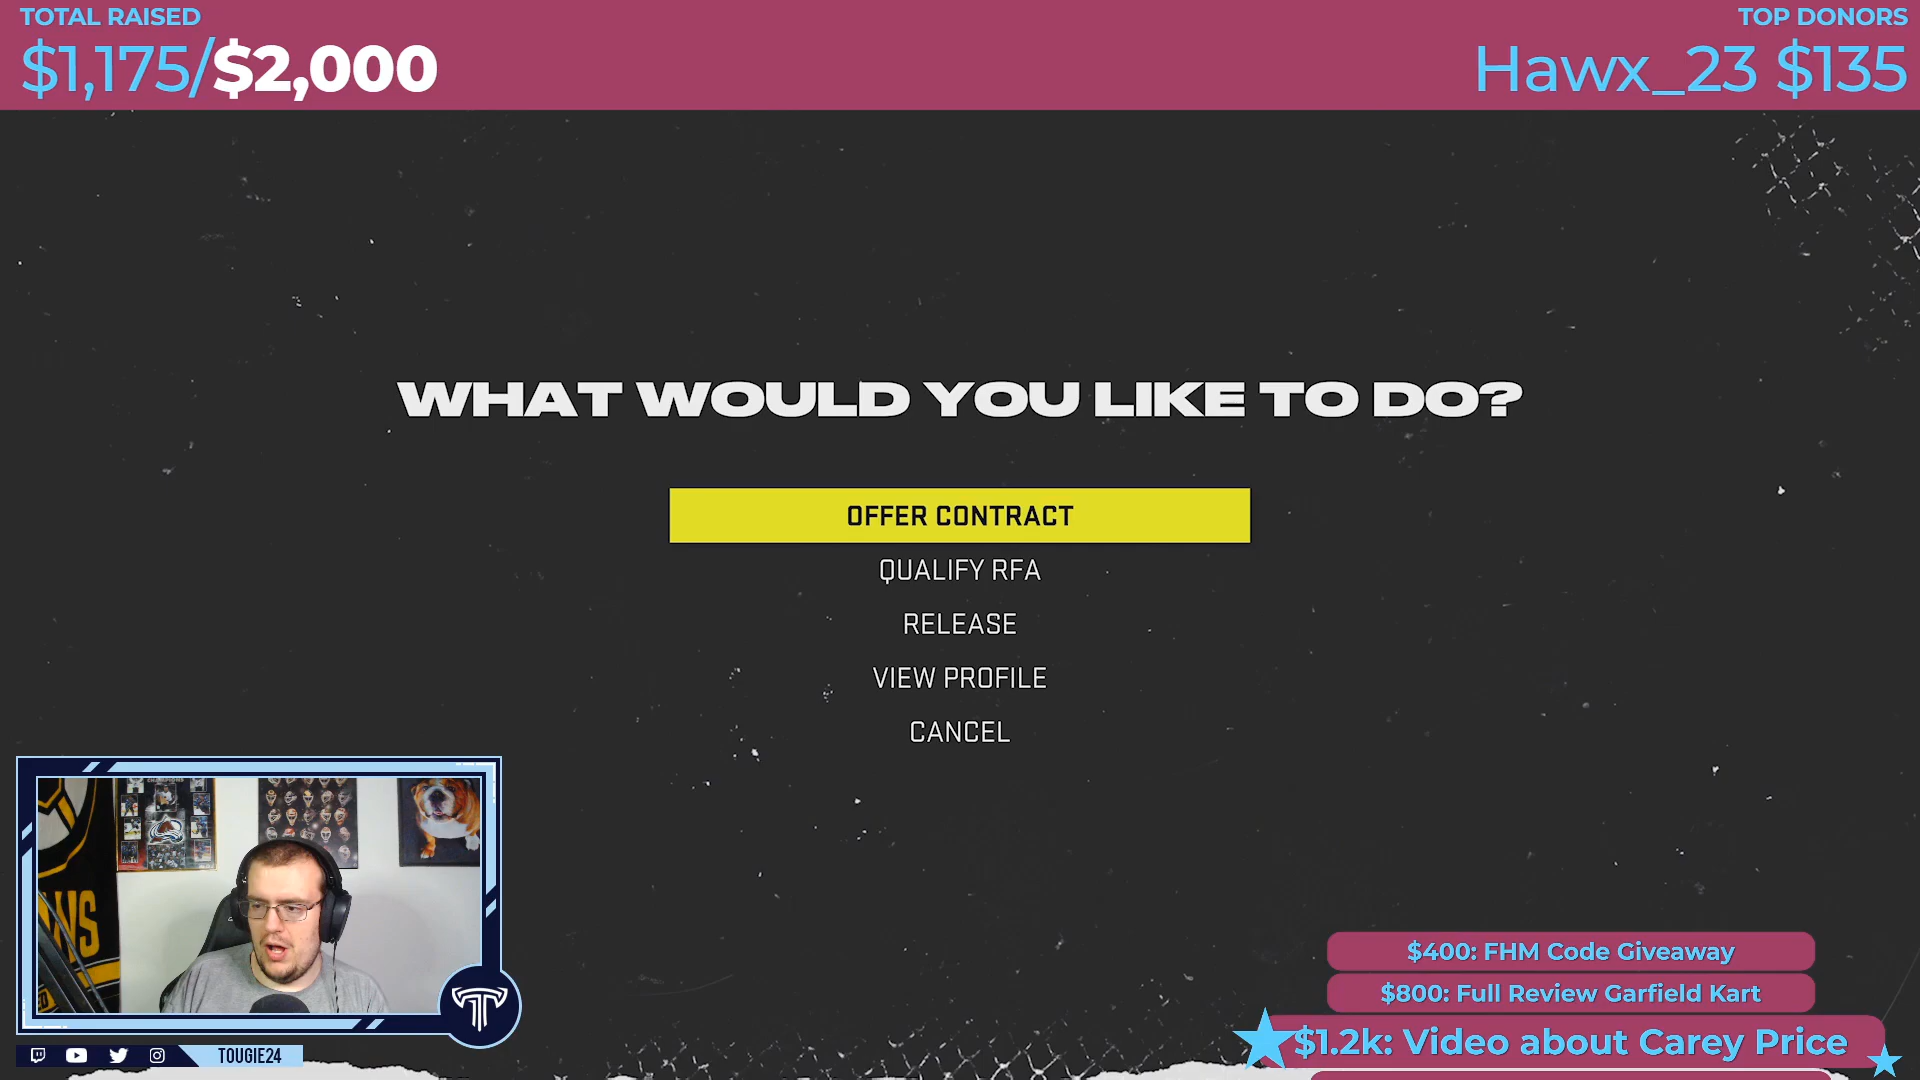 TOTAL RAISED
$1,175/$2,000
TOP DONORS
Hawx_23 $135
WHAT WOULD YOU LIKE TO DO?
OFFER CONTRACT
QUALIFY RFA
RELEASE
VIEW PROFILE
CANCEL
CHAMPIONS
TOUGIE24
$400: FHM Code Giveaway
$800: Full Review Garfield Kart
$1.2k: Video about Carey Price